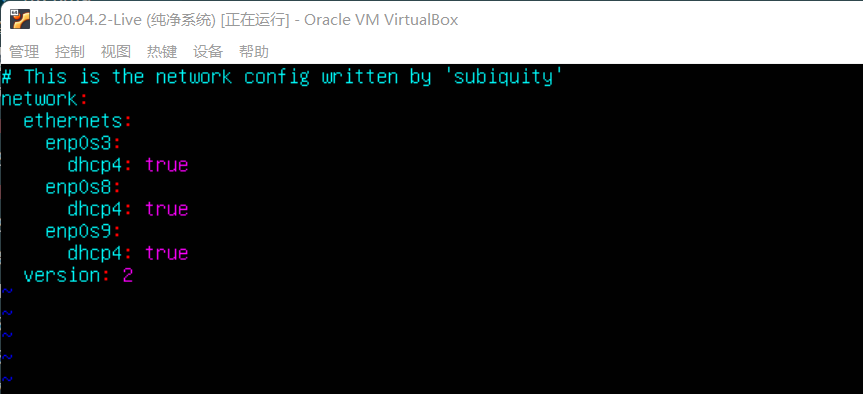 ub20.04.2-Live (纯净系统) [正在运行] - Oracle VM VirtualBox
管理 控制 视图 热键 设备 帮助
# This is the network config written by 'subiquity'
network:
  ethernets:
    enp0s3:
      dhcp4: true
    enp0s8:
      dhcp4: true
    enp0s9:
      dhcp4: true
  version: 2
~
~
~
~
~